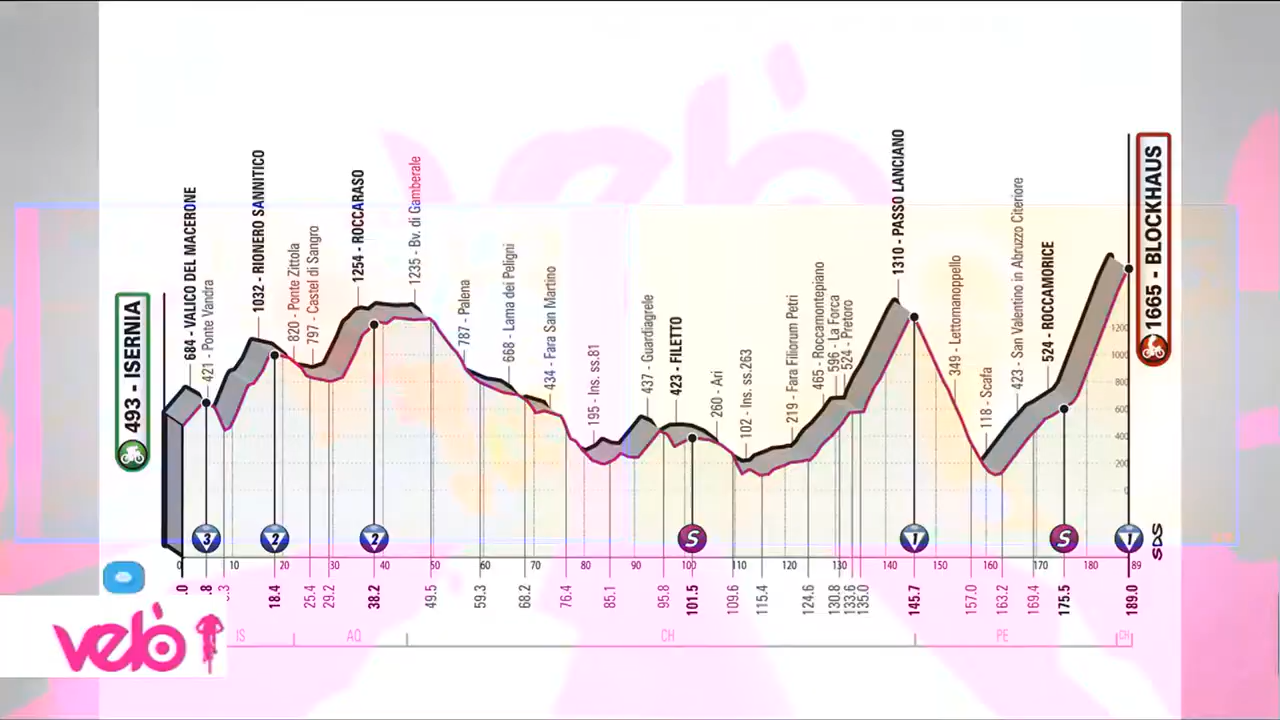 493 - ISERNIA
684 - VALICO DEL MACERONE
421 - Ponte Vandra
1032 - RIONERO SANNITICO
820 - Ponte Zittola
797 - Castel di Sangro
1254 - ROCCARASO
1235 - Bv. di Gamberale
787 - Palena
668 - Lama dei Peligni
434 - Fara San Martino
195 - Ins. ss.81
437 - Guardiagrele
423 - FILETTO
260 - Ari
102 - Ins. ss.263
219 - Fara Filiorum Petri
465 - Roccamontepiano
596 - La Forca
524 - Pretoro
1310 - PASSO LANCIANO
349 - Lettomanoppello
118 - Scafa
423 - San Valentino in Abruzzo Citeriore
524 - ROCCAMORICE
1665 - BLOCKHAUS
1200
1000
800
600
400
200
0
3 2 2 S 1 S 1
SDS
0 10 20 30 40 50 60 70 80 90 100 110 120 130 140 150 160 170 180 89
.0 .8 .3 18.4 25.4 29.2 38.2 49.5 59.3 68.2 76.4 85.1 95.8 101.5 109.6 115.4 124.6 130.8 133.6 135.0 145.7 157.0 163.2 169.4 175.5 189.0
IS AQ CH PE CH
velò
velò